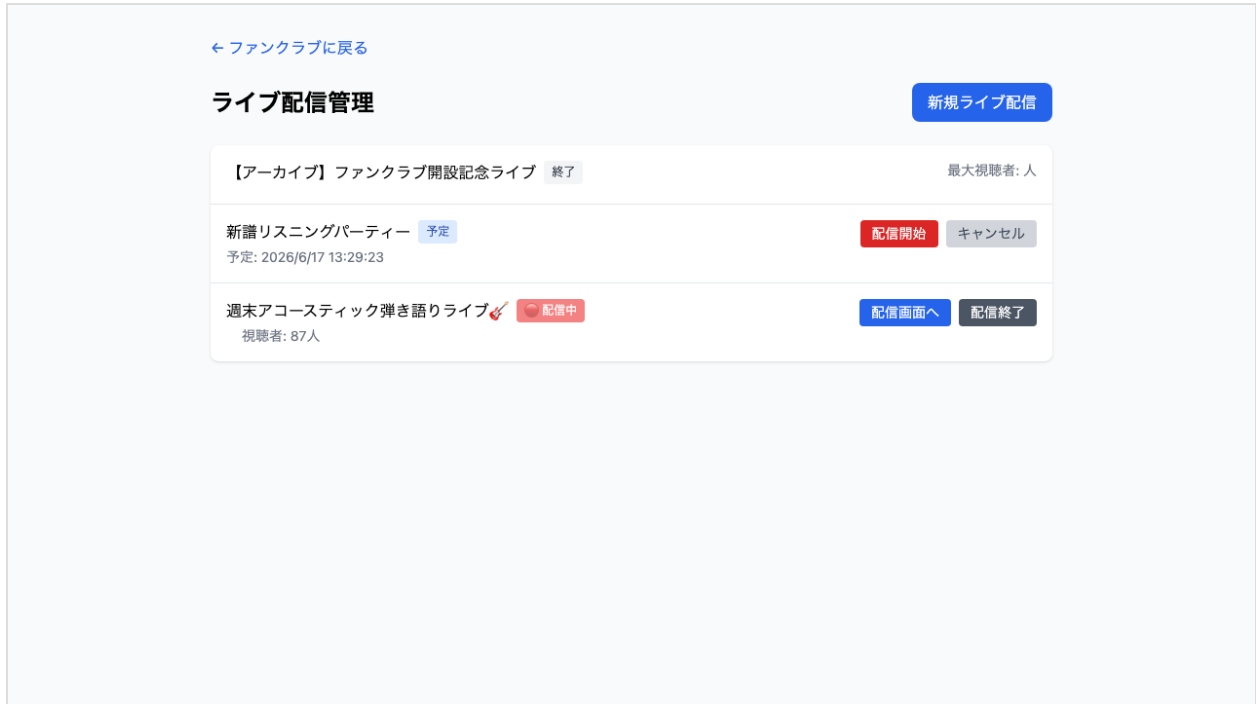 ← ファンクラブに戻る
ライブ配信管理
新規ライブ配信
【アーカイブ】ファンクラブ開設記念ライブ 終了
最大視聴者: 人
新譜リスニングパーティー 予定
予定: 2026/6/17 13:29:23
配信開始
キャンセル
週末アコースティック弾き語りライブ🎸 🔴 配信中
視聴者: 87人
配信画面へ
配信終了